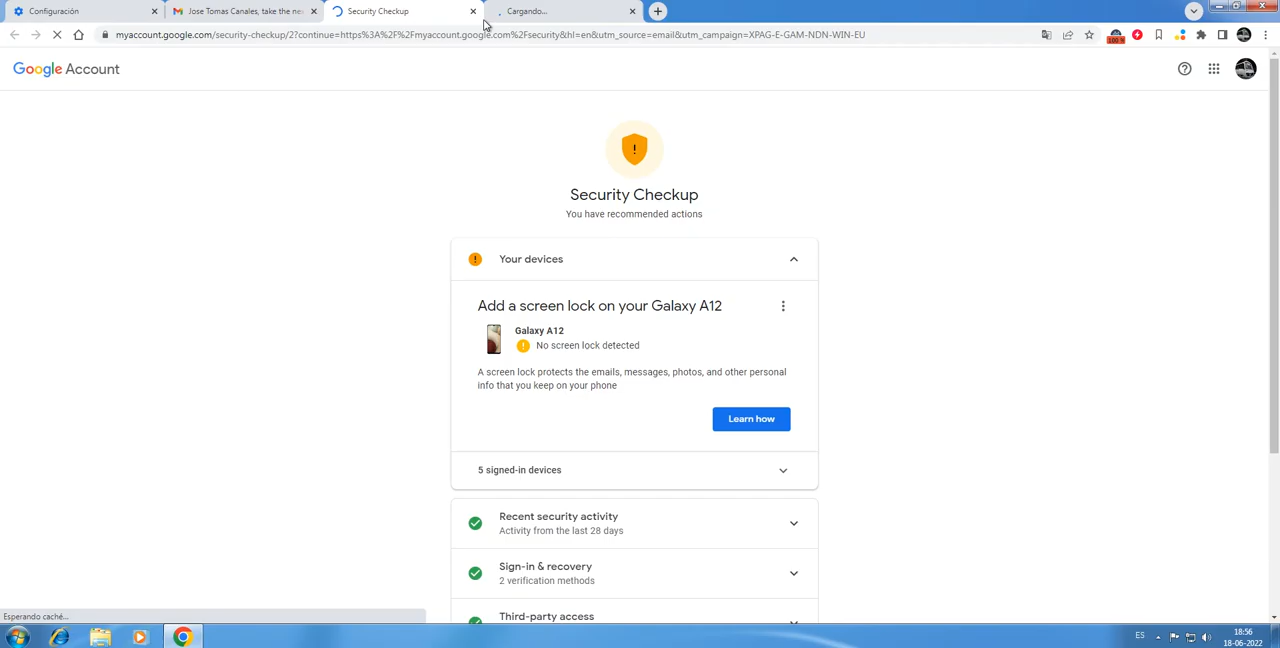 Configuración
Jose Tomas Canales, take the ne
Security Checkup
Cargando...
myaccount.google.com/security-checkup/2?continue=https%3A%2F%2Fmyaccount.google.com%2Fsecurity&hl=en&utm_source=email&utm_campaign=XPAG-E-GAM-NDN-WIN-EU
100 %
Google Account
Security Checkup
You have recommended actions
Your devices
Add a screen lock on your Galaxy A12
Galaxy A12
No screen lock detected
A screen lock protects the emails, messages, photos, and other personal
info that you keep on your phone
Learn how
5 signed-in devices
Recent security activity
Activity from the last 28 days
Sign-in & recovery
2 verification methods
Third-party access
Esperando caché...
ES
18:56
18-06-2022